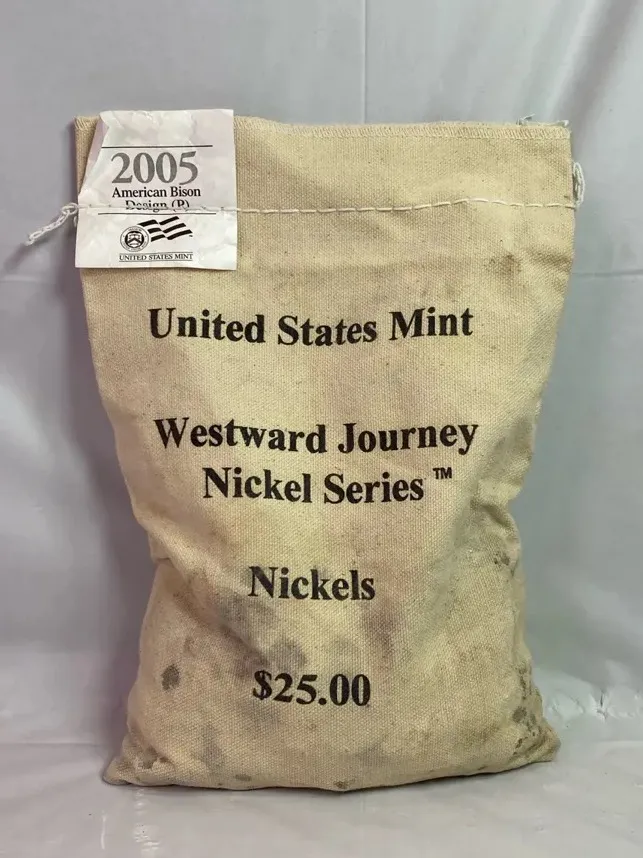 2005
American Bison
Design (P)
UNITED STATES MINT
United States Mint
Westward Journey
Nickel Series ™
Nickels
$25.00